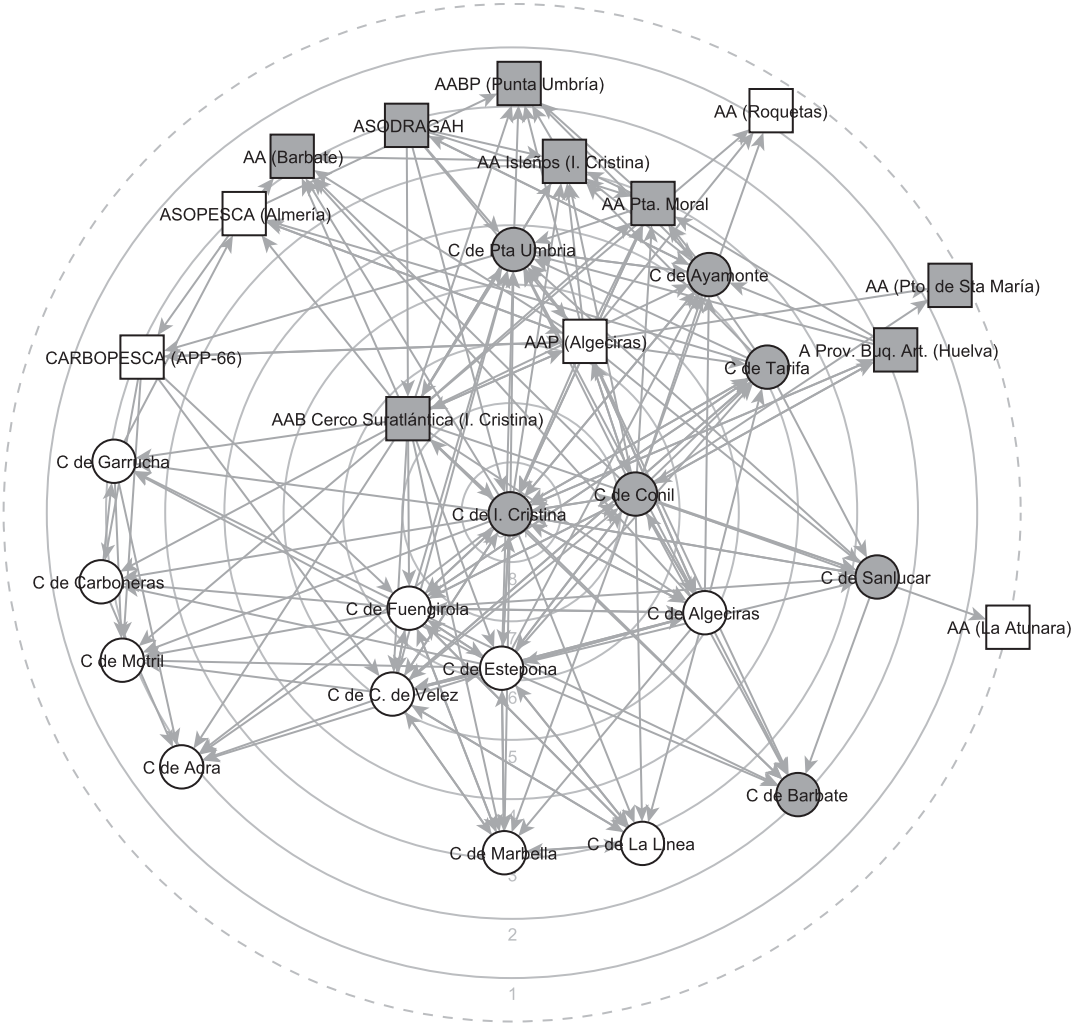 AABP (Punta Umbría)
AA (Roquetas)
ASODRAGAH
AA (Barbate)
AA Isleños (I. Cristina)
AA Pta. Moral
ASOPESCA (Almería)
C de Pta Umbria
C de Ayamonte
AA (Pto. de Sta María)
AAP (Algeciras)
A Prov. Buq. Art. (Huelva)
CARBOPESCA (APP-66)
C de Tarifa
AAB Cerco Suratlántica (I. Cristina)
C de Garrucha
C de Conil
C de I. Cristina
8
C de Sanlucar
C de Carboneras
C de Fuengirola
C de Algeciras
AA (La Atunara)
7
C de Motril
C de Estepona
C de C. de Velez
6
5
C de Adra
C de Barbate
4
C de La Linea
C de Marbella
3
2
1